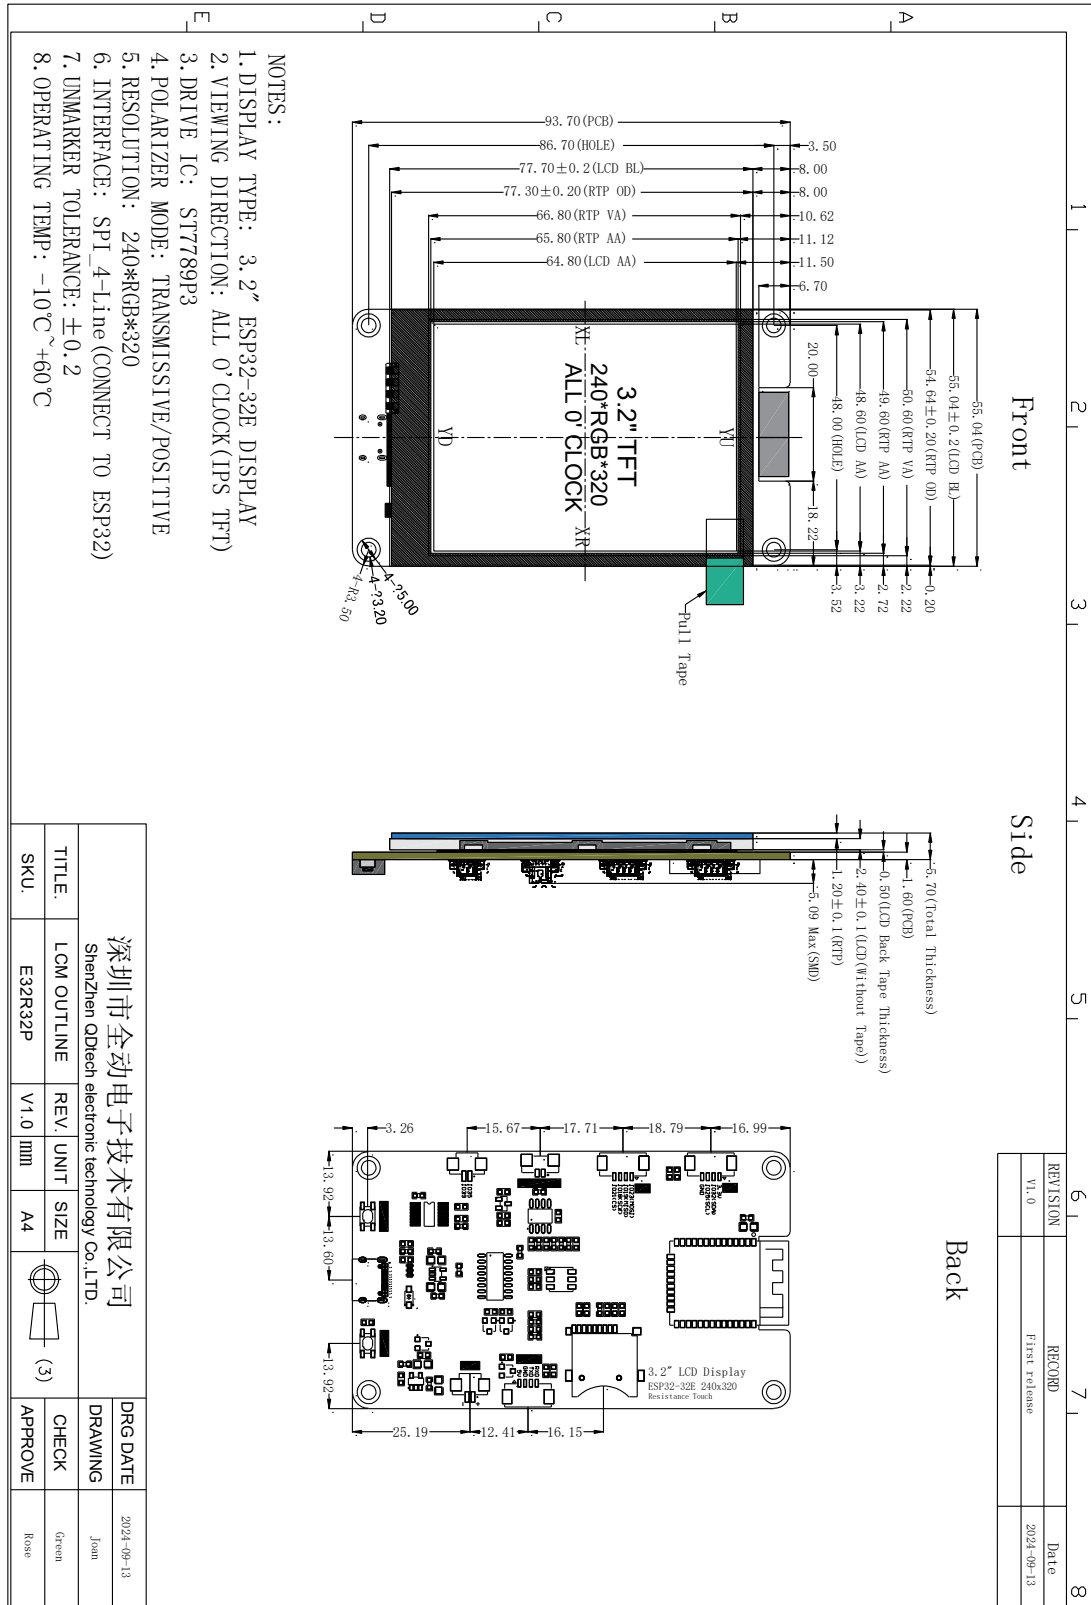 1
2
3
4
5
6
7
8
A
B
C
D
E
Front
Side
Back
REVISION
RECORD
Date
V1.0
First release
2024-09-13
93.70(PCB)
86.70(HOLE)
3.50
77.70±0.2(LCD BL)
8.00
77.30±0.20(RTP OD)
8.00
66.80(RTP VA)
10.62
65.80(RTP AA)
11.12
64.80(LCD AA)
11.50
6.70
55.04(PCB)
55.04±0.2(LCD BL)
54.64±0.20(RTP OD)
0.20
50.60(RTP VA)
2.22
49.60(RTP AA)
2.72
48.60(LCD AA)
3.22
48.00(HOLE)
3.52
20.00
18.22
XL
YU
YD
XR
3.2" TFT
240*RGB*320
ALL 0' CLOCK
Pull Tape
4-?5.00
4-?3.20
4-R3.50
5.70(Total Thickness)
1.60(PCB)
0.50(LCD Back Tape Thickness)
2.40±0.1(LCD(Without Tape))
1.20±0.1(RTP)
5.09 Max(SMD)
3.26
15.67
17.71
18.79
16.99
13.92
13.60
13.92
25.19
12.41
16.15
3.2" LCD Display
ESP32-32E 240x320
Resistance Touch
NOTES:
1. DISPLAY TYPE: 3.2" ESP32-32E DISPLAY
2. VIEWING DIRECTION: ALL O'CLOCK(IPS TFT)
3. DRIVE IC: ST7789P3
4. POLARIZER MODE: TRANSMISSIVE/POSITIVE
5. RESOLUTION: 240*RGB*320
6. INTERFACE: SPI_4-Line(CONNECT TO ESP32)
7. UNMARKER TOLERANCE: ±0.2
8. OPERATING TEMP: -10℃~+60℃
深圳市全动电子技术有限公司
ShenZhen QDtech electronic technology Co.,LTD.
TITLE.
LCM OUTLINE
REV.
UNIT
SIZE
SKU.
E32R32P
V1.0
mm
A4
(3)
DRG DATE
2024-09-13
DRAWING
Joan
CHECK
Green
APPROVE
Rose